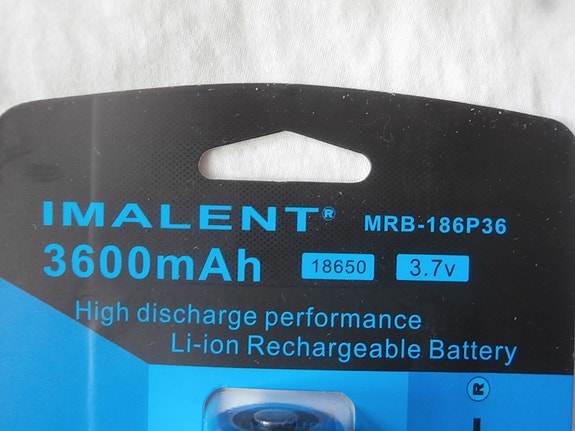 IMALENT® MRB-186P36
3600mAh 18650 3.7v
High discharge performance
Li-ion Rechargeable Battery
®